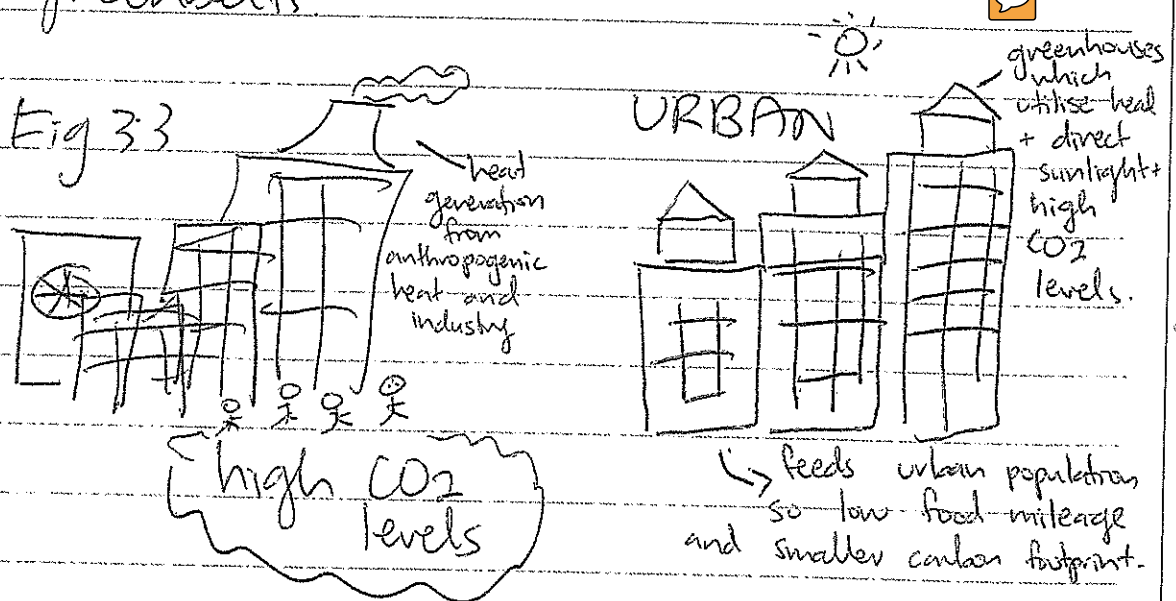 Fig 3.3
heat
generation
from
anthropogenic
heat and
industry
high CO2
levels
URBAN
greenhouses
which
utilise heat
+ direct
sunlight +
high
CO2
levels.
feeds urban population
so low food mileage
and smaller carbon footprint.